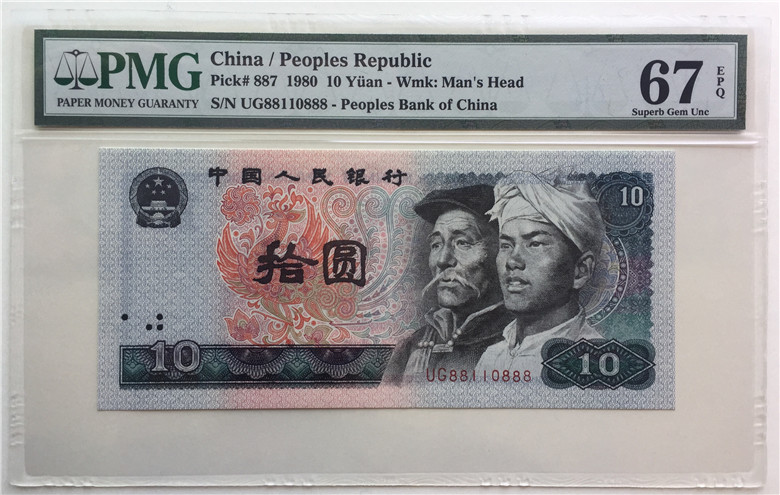 PMG
PAPER MONEY GUARANTY
China / Peoples Republic
Pick# 887 1980 10 Yüan - Wmk: Man's Head
S/N UG88110888 - Peoples Bank of China
67
EPQ
Superb Gem Unc
中国人民银行
10
拾圆
10
UG88110888
10